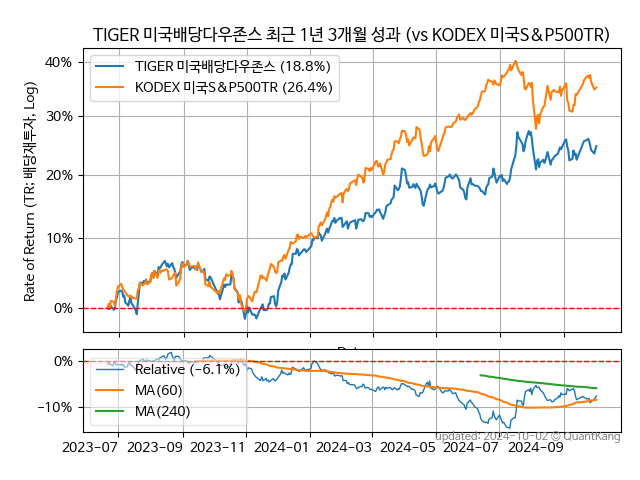 TIGER 미국배당다우존스 최근 1년 3개월 성과 (vs KODEX 미국S&P500TR)
Rate of Return (TR: 배당재투자, Log)
40%
30%
20%
10%
0%
TIGER 미국배당다우존스 (18.8%)
KODEX 미국S&P500TR (26.4%)
0%
−10%
Relative (−6.1%)
MA(60)
MA(240)
2023-07 2023-09 2023-11 2024-01 2024-03 2024-05 2024-07 2024-09
updated: 2024-10-02 © QuantKang